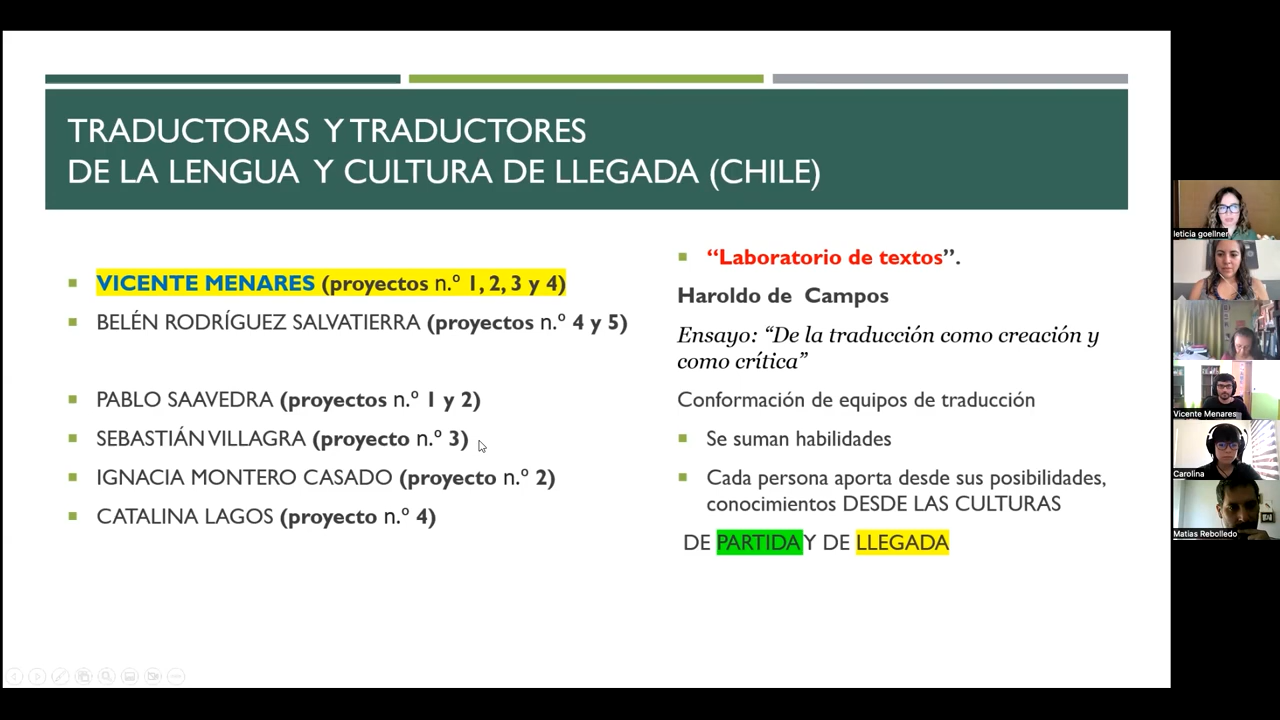 TRADUCTORAS Y TRADUCTORES
DE LA LENGUA Y CULTURA DE LLEGADA (CHILE)
VICENTE MENARES (proyectos n.º 1, 2, 3 y 4)
BELÉN RODRÍGUEZ SALVATIERRA (proyectos n.º 4 y 5)
PABLO SAAVEDRA (proyectos n.º 1 y 2)
SEBASTIÁN VILLAGRA (proyecto n.º 3)
IGNACIA MONTERO CASADO (proyecto n.º 2)
CATALINA LAGOS (proyecto n.º 4)
“Laboratorio de textos”.
Haroldo de Campos
Ensayo: “De la traducción como creación y
como crítica”
Conformación de equipos de traducción
Se suman habilidades
Cada persona aporta desde sus posibilidades,
conocimientos DESDE LAS CULTURAS
DE PARTIDA Y DE LLEGADA
leticia goellner
Vicente Menares
Carolina
Matías Rebolledo